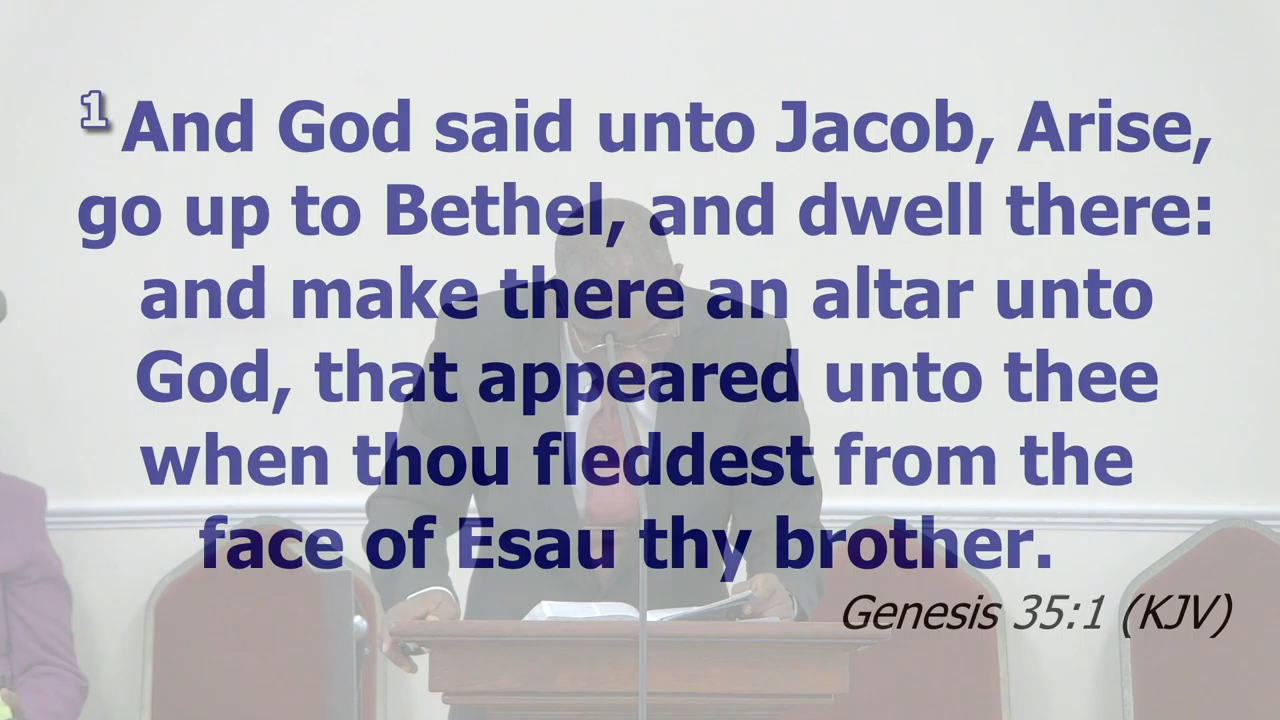 1 And God said unto Jacob, Arise,
go up to Bethel, and dwell there:
and make there an altar unto
God, that appeared unto thee
when thou fleddest from the
face of Esau thy brother.
Genesis 35:1 (KJV)